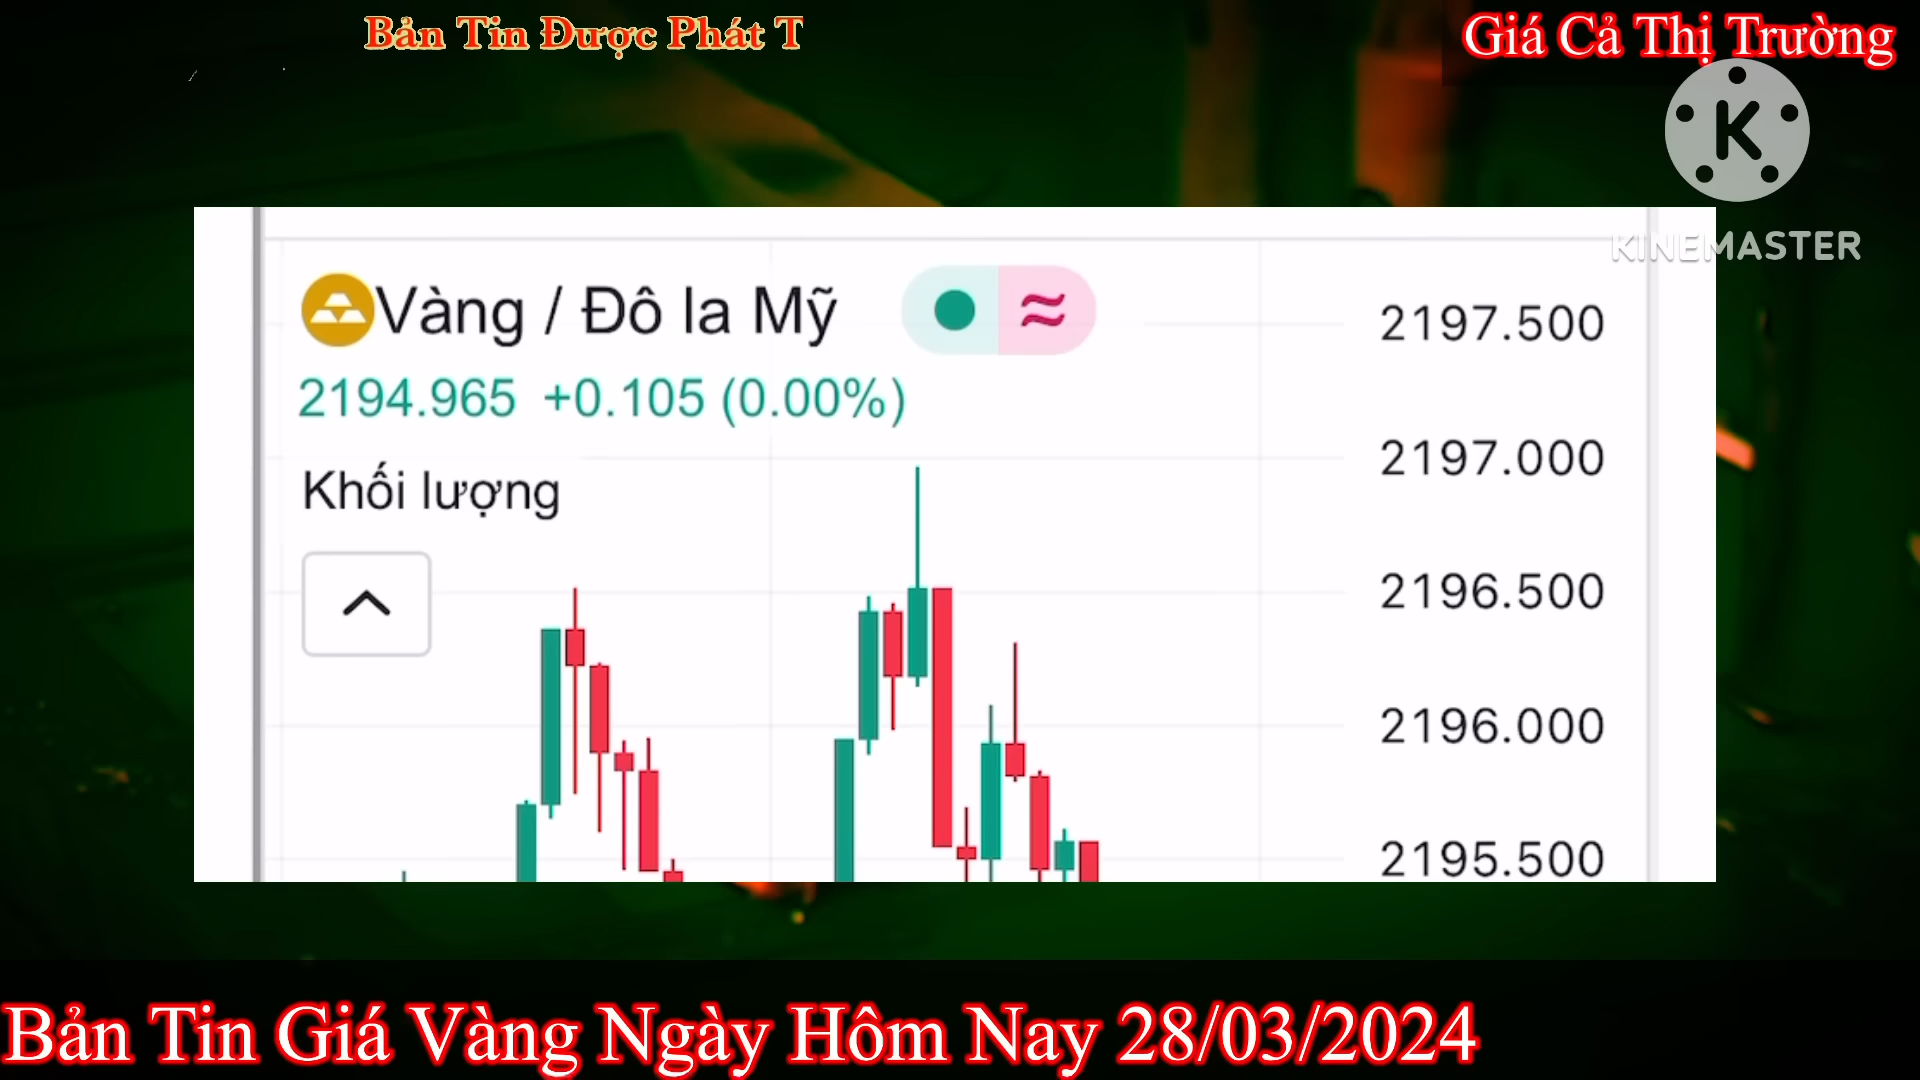 Bản Tin Được Phát T
Giá Cả Thị Trường
K
KINEMASTER
Vàng / Đô la Mỹ
≈
2194.965 +0.105 (0.00%)
Khối lượng
2197.500
2197.000
2196.500
2196.000
2195.500
Bản Tin Giá Vàng Ngày Hôm Nay 28/03/2024